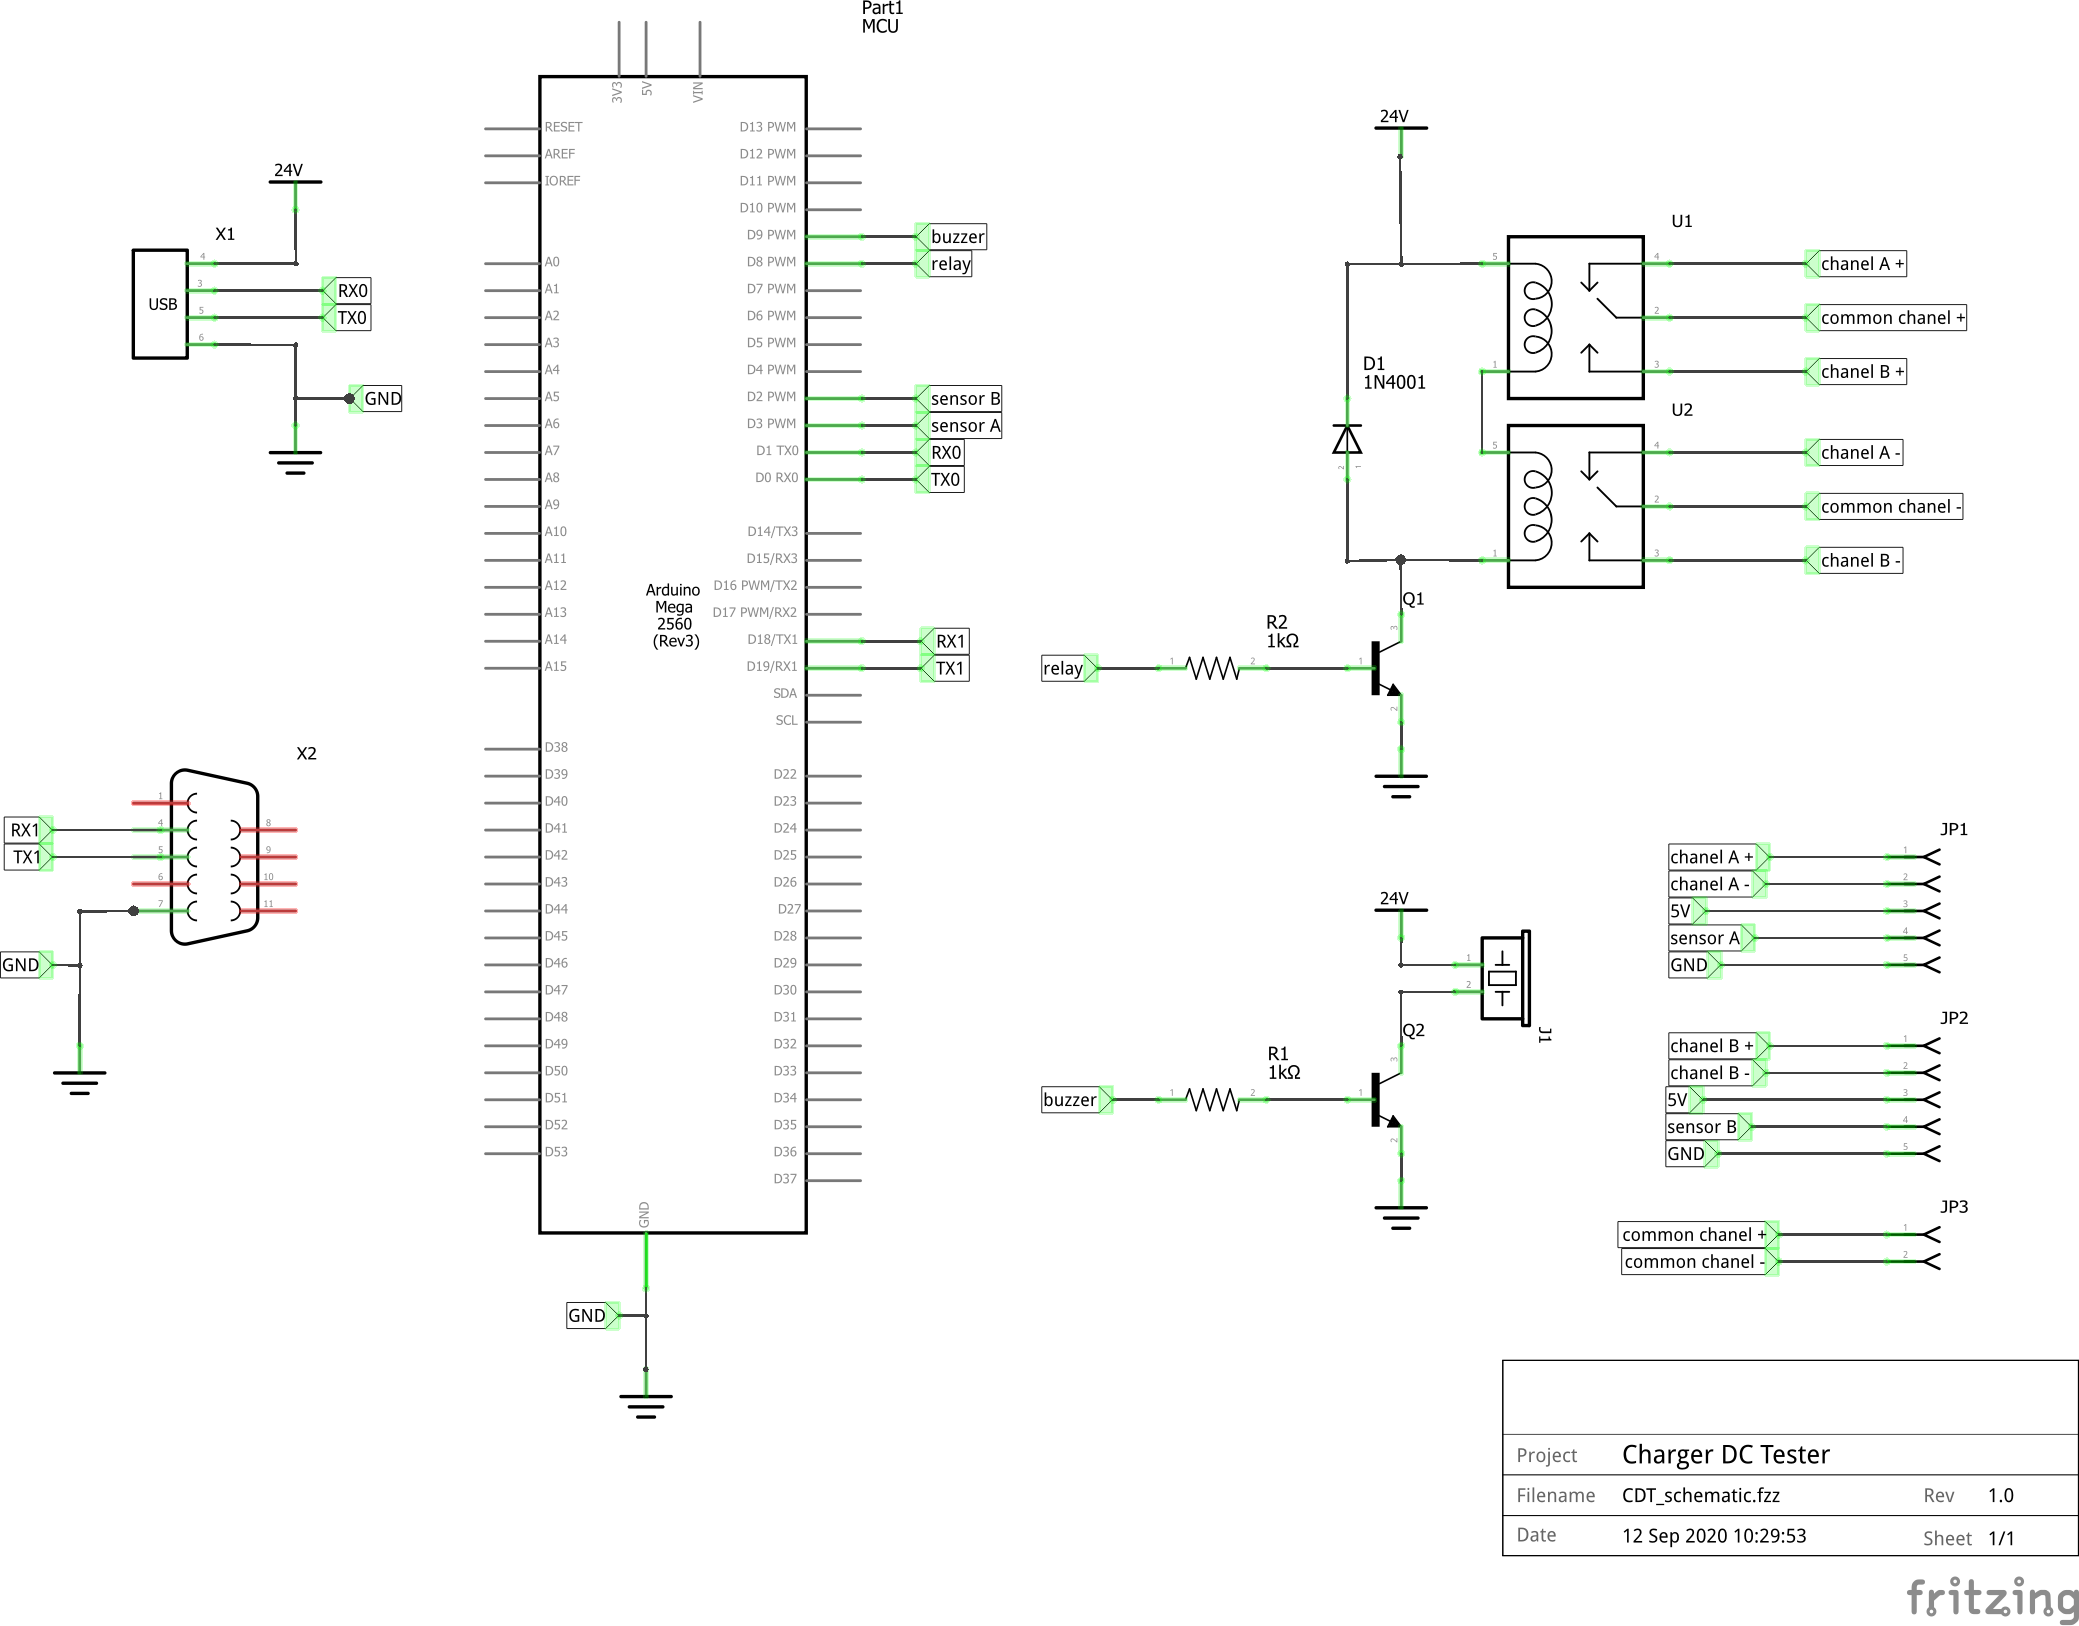 Part1
MCU
3V3
5V
VIN
RESET
AREF
IOREF
A0
A1
A2
A3
A4
A5
A6
A7
A8
A9
A10
A11
A12
A13
A14
A15
D38
D39
D40
D41
D42
D43
D44
D45
D46
D47
D48
D49
D50
D51
D52
D53
D13 PWM
D12 PWM
D11 PWM
D10 PWM
D9 PWM
D8 PWM
D7 PWM
D6 PWM
D5 PWM
D4 PWM
D2 PWM
D3 PWM
D1 TX0
D0 RX0
D14/TX3
D15/RX3
D16 PWM/TX2
D17 PWM/RX2
D18/TX1
D19/RX1
SDA
SCL
D22
D23
D24
D25
D26
D27
D28
D29
D30
D31
D32
D33
D34
D35
D36
D37
Arduino
Mega
2560
(Rev3)
GND
GND
buzzer
relay
sensor B
sensor A
RX0
TX0
RX1
TX1
24V
X1
USB
4
3
5
6
RX0
TX0
GND
X2
1
4
5
6
7
8
9
10
11
RX1
TX1
GND
24V
D1
1N4001
2
1
U1
5
1
4
2
3
chanel A +
common chanel +
chanel B +
U2
5
1
4
2
3
chanel A -
common chanel -
chanel B -
Q1
3
1
2
R2
1kΩ
relay
1
2
24V
1
2
J1
Q2
3
1
2
R1
1kΩ
buzzer
1
2
JP1
chanel A +
1
chanel A -
2
5V
3
sensor A
4
GND
5
JP2
chanel B +
1
chanel B -
2
5V
3
sensor B
4
GND
5
JP3
common chanel +
1
common chanel -
2
Project Charger DC Tester
Filename CDT_schematic.fzz Rev 1.0
Date 12 Sep 2020 10:29:53 Sheet 1/1
fritzing